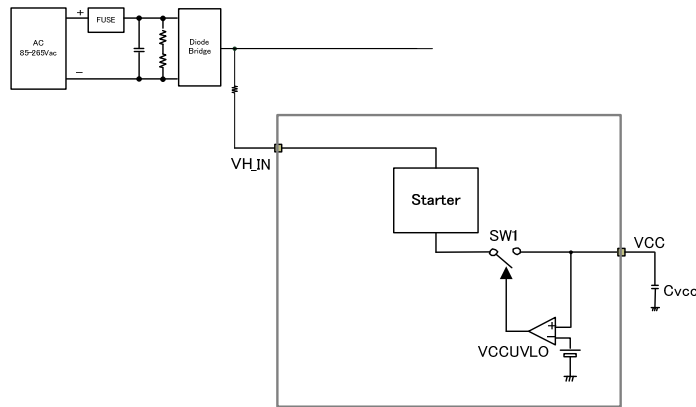 AC
85-265Vac
+
−
FUSE
Diode
Bridge
VH_IN
Starter
SW1
VCC
Cvcc
+
−
VCCUVLO